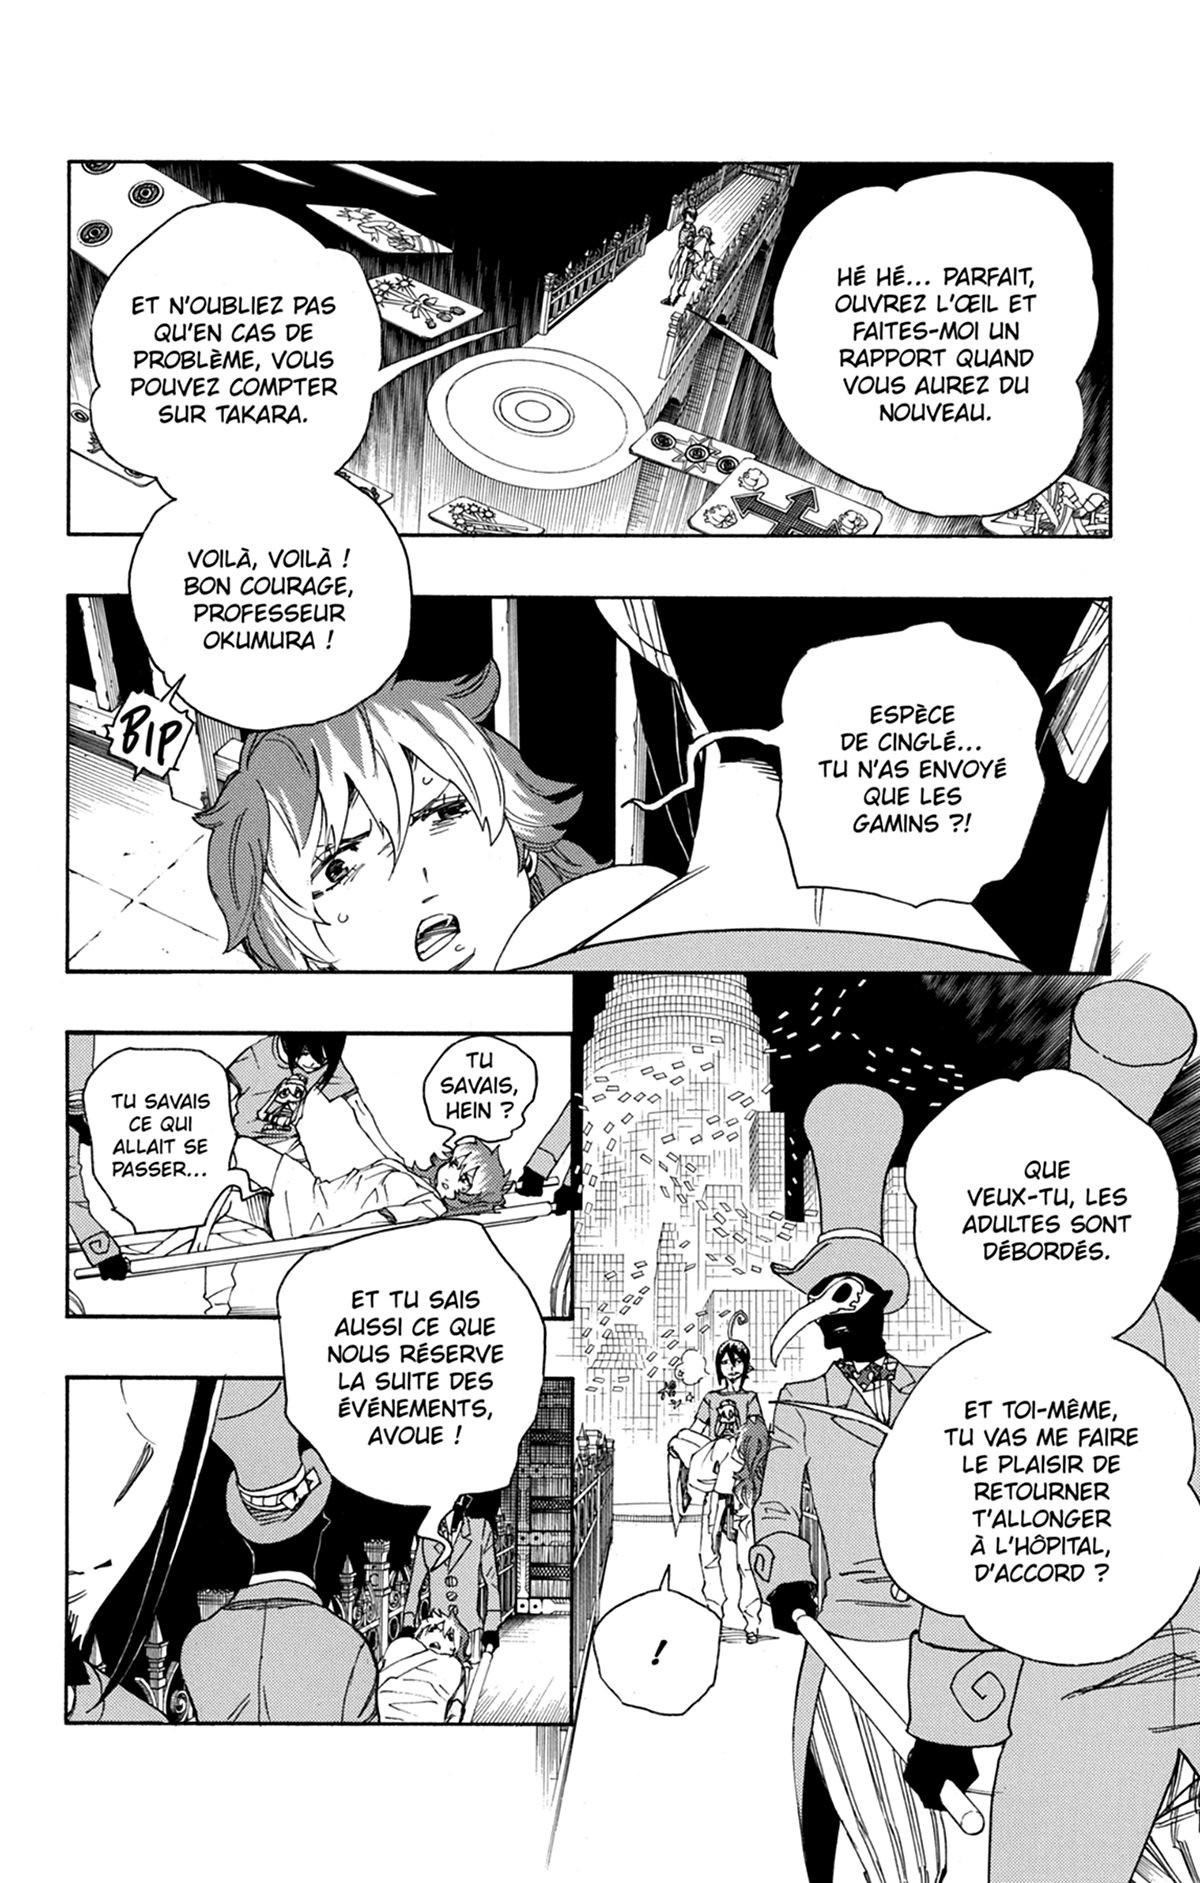 HÉ HÉ... PARFAIT,
OUVREZ L'ŒIL ET
FAITES-MOI UN
RAPPORT QUAND
VOUS AUREZ DU
NOUVEAU.
ET N'OUBLIEZ PAS
QU'EN CAS DE
PROBLÈME, VOUS
POUVEZ COMPTER
SUR TAKARA.
VOILÀ, VOILÀ !
BON COURAGE,
PROFESSEUR
OKUMURA !
BIP
ESPÈCE
DE CINGLÉ...
TU N'AS ENVOYÉ
QUE LES
GAMINS ?!
QUE
VEUX-TU, LES
ADULTES SONT
DÉBORDÉS.
ET TOI-MÊME,
TU VAS ME FAIRE
LE PLAISIR DE
RETOURNER
T'ALLONGER
À L'HÔPITAL,
D'ACCORD ?
!
TU
SAVAIS,
HEIN ?
TU SAVAIS
CE QUI
ALLAIT SE
PASSER...
ET TU SAIS
AUSSI CE QUE
NOUS RÉSERVE
LA SUITE DES
ÉVÉNEMENTS,
AVOUE !